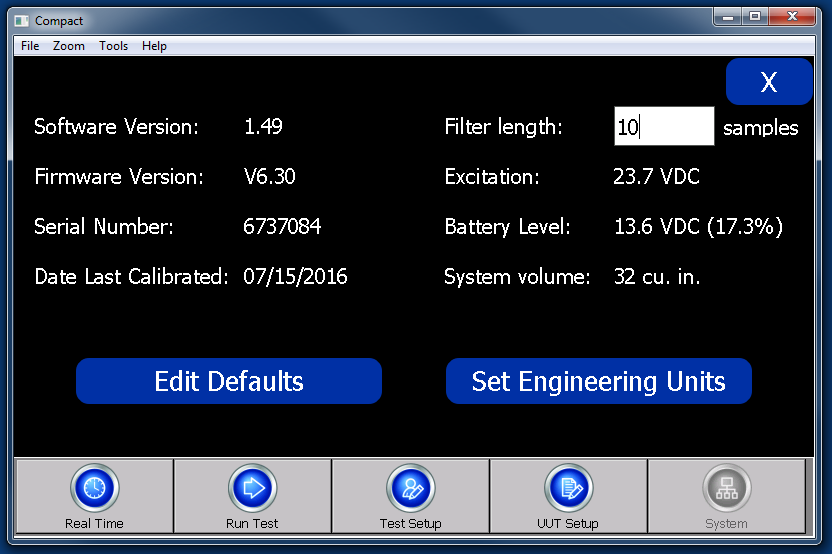 Compact
File Zoom Tools Help
X
Software Version: 1.49 Filter length: 10 samples
Firmware Version: V6.30 Excitation: 23.7 VDC
Serial Number: 6737084 Battery Level: 13.6 VDC (17.3%)
Date Last Calibrated: 07/15/2016 System volume: 32 cu. in.
Edit Defaults Set Engineering Units
Real Time Run Test Test Setup UUT Setup System